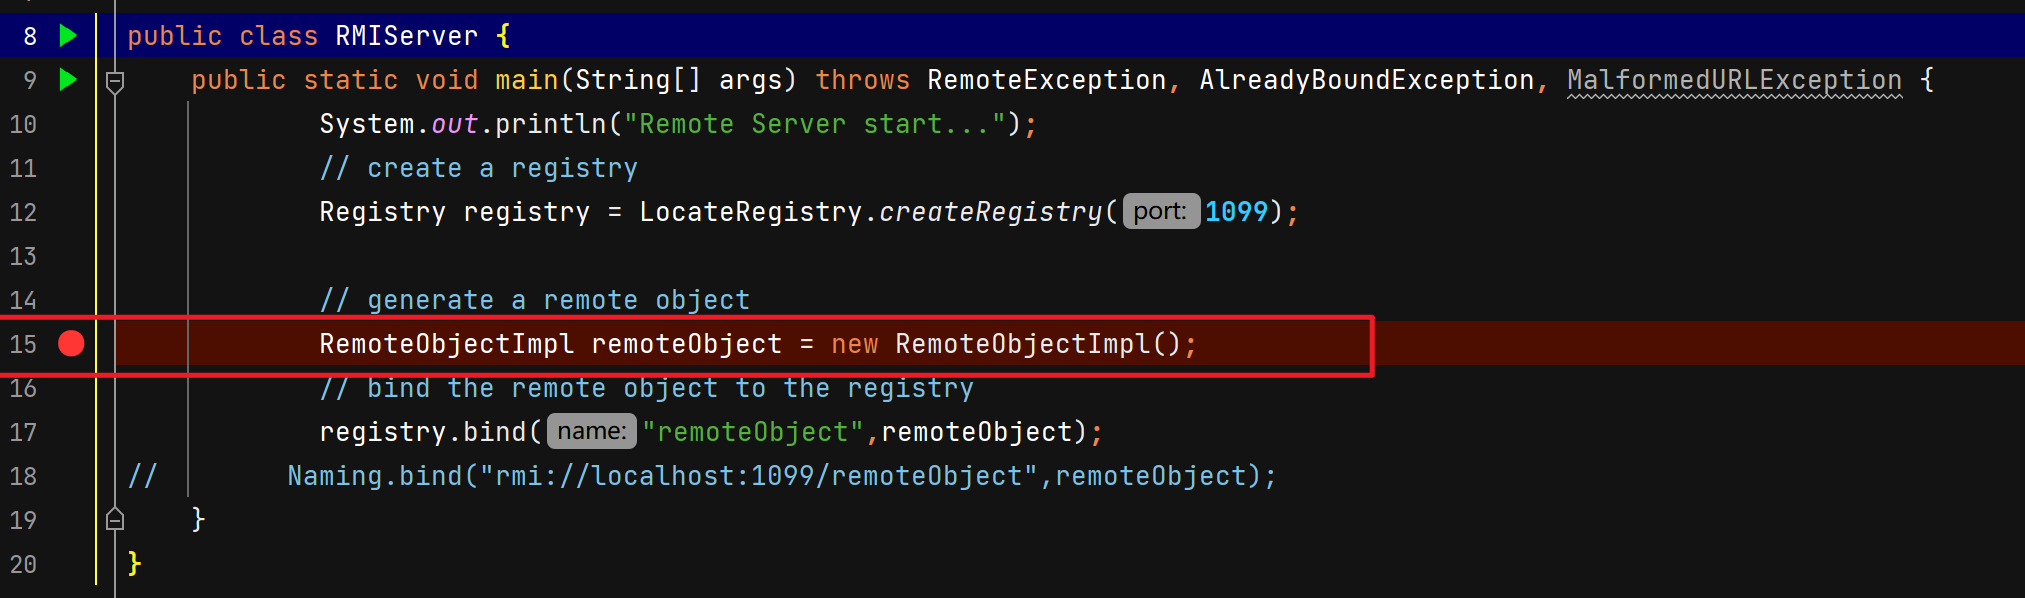 8 public class RMIServer {
9 public static void main(String[] args) throws RemoteException, AlreadyBoundException, MalformedURLException {
10 System.out.println("Remote Server start...");
11 // create a registry
12 Registry registry = LocateRegistry.createRegistry( port: 1099);
13
14 // generate a remote object
15 RemoteObjectImpl remoteObject = new RemoteObjectImpl();
16 // bind the remote object to the registry
17 registry.bind( name: "remoteObject",remoteObject);
18 // Naming.bind("rmi://localhost:1099/remoteObject",remoteObject);
19 }
20 }